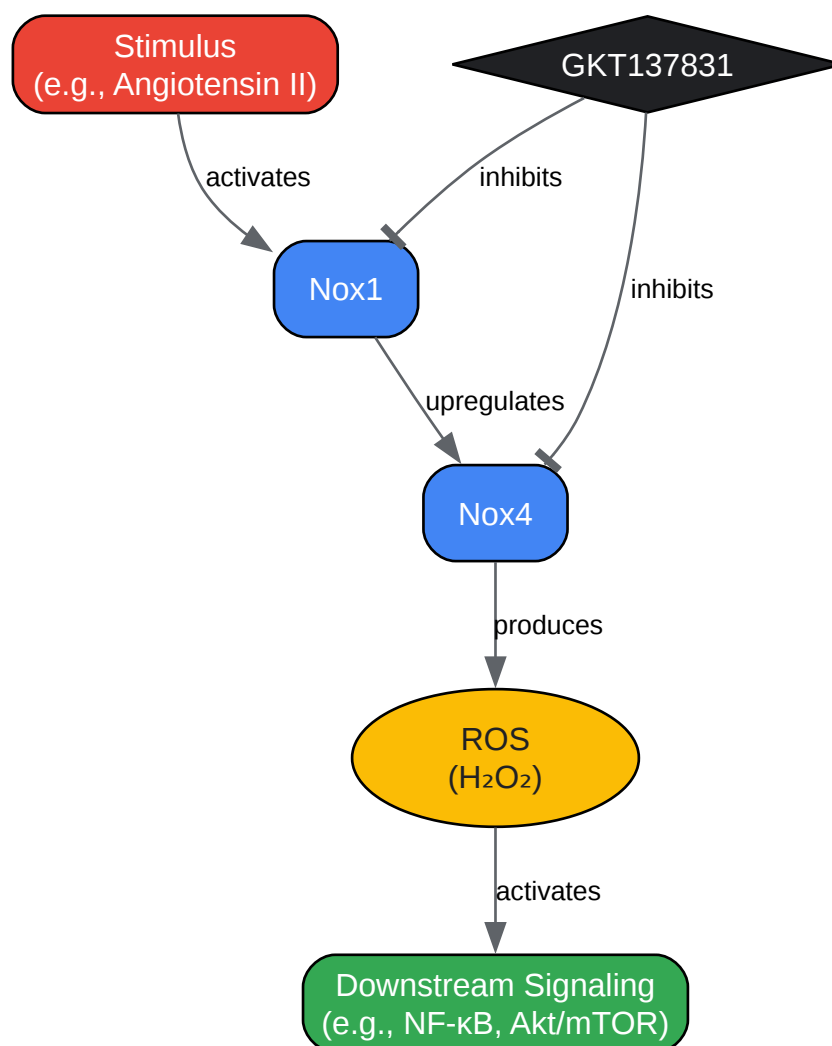 Stimulus
(e.g., Angiotensin II)
GKT137831
activates
inhibits
Nox1
inhibits
upregulates
Nox4
produces
ROS
(H₂O₂)
activates
Downstream Signaling
(e.g., NF-κB, Akt/mTOR)